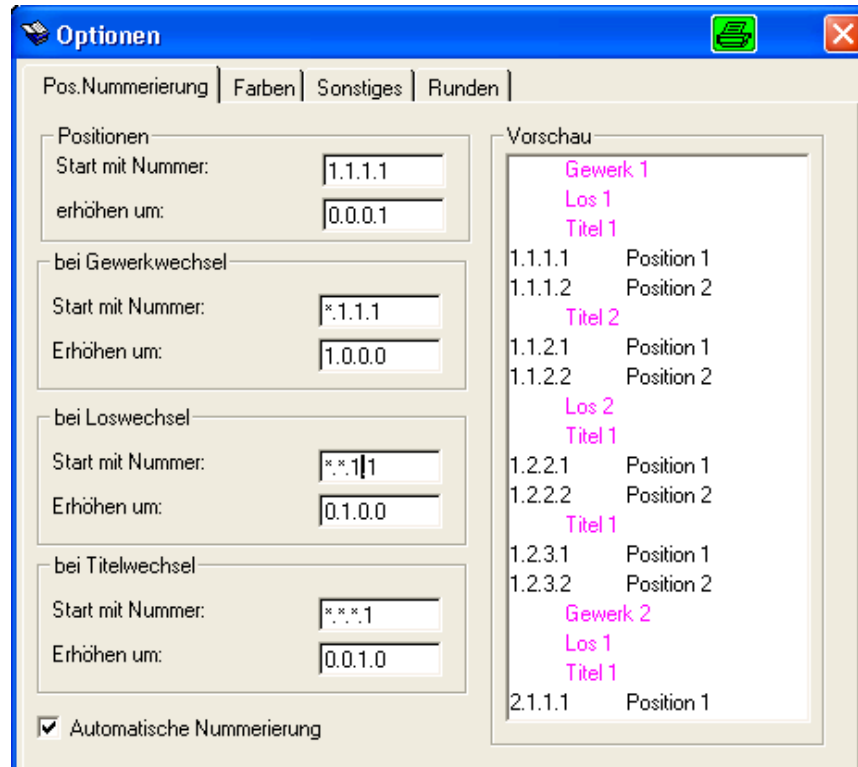 Optionen
Pos.Nummerierung Farben Sonstiges Runden
Positionen
Start mit Nummer: 1.1.1.1
erhöhen um: 0.0.0.1
bei Gewerkwechsel
Start mit Nummer: *.1.1.1
Erhöhen um: 1.0.0.0
bei Loswechsel
Start mit Nummer: *.*.1.1
Erhöhen um: 0.1.0.0
bei Titelwechsel
Start mit Nummer: *.*.*.1
Erhöhen um: 0.0.1.0
Automatische Nummerierung
Vorschau
Gewerk 1
Los 1
Titel 1
1.1.1.1 Position 1
1.1.1.2 Position 2
Titel 2
1.1.2.1 Position 1
1.1.2.2 Position 2
Los 2
Titel 1
1.2.2.1 Position 1
1.2.2.2 Position 2
Titel 1
1.2.3.1 Position 1
1.2.3.2 Position 2
Gewerk 2
Los 1
Titel 1
2.1.1.1 Position 1